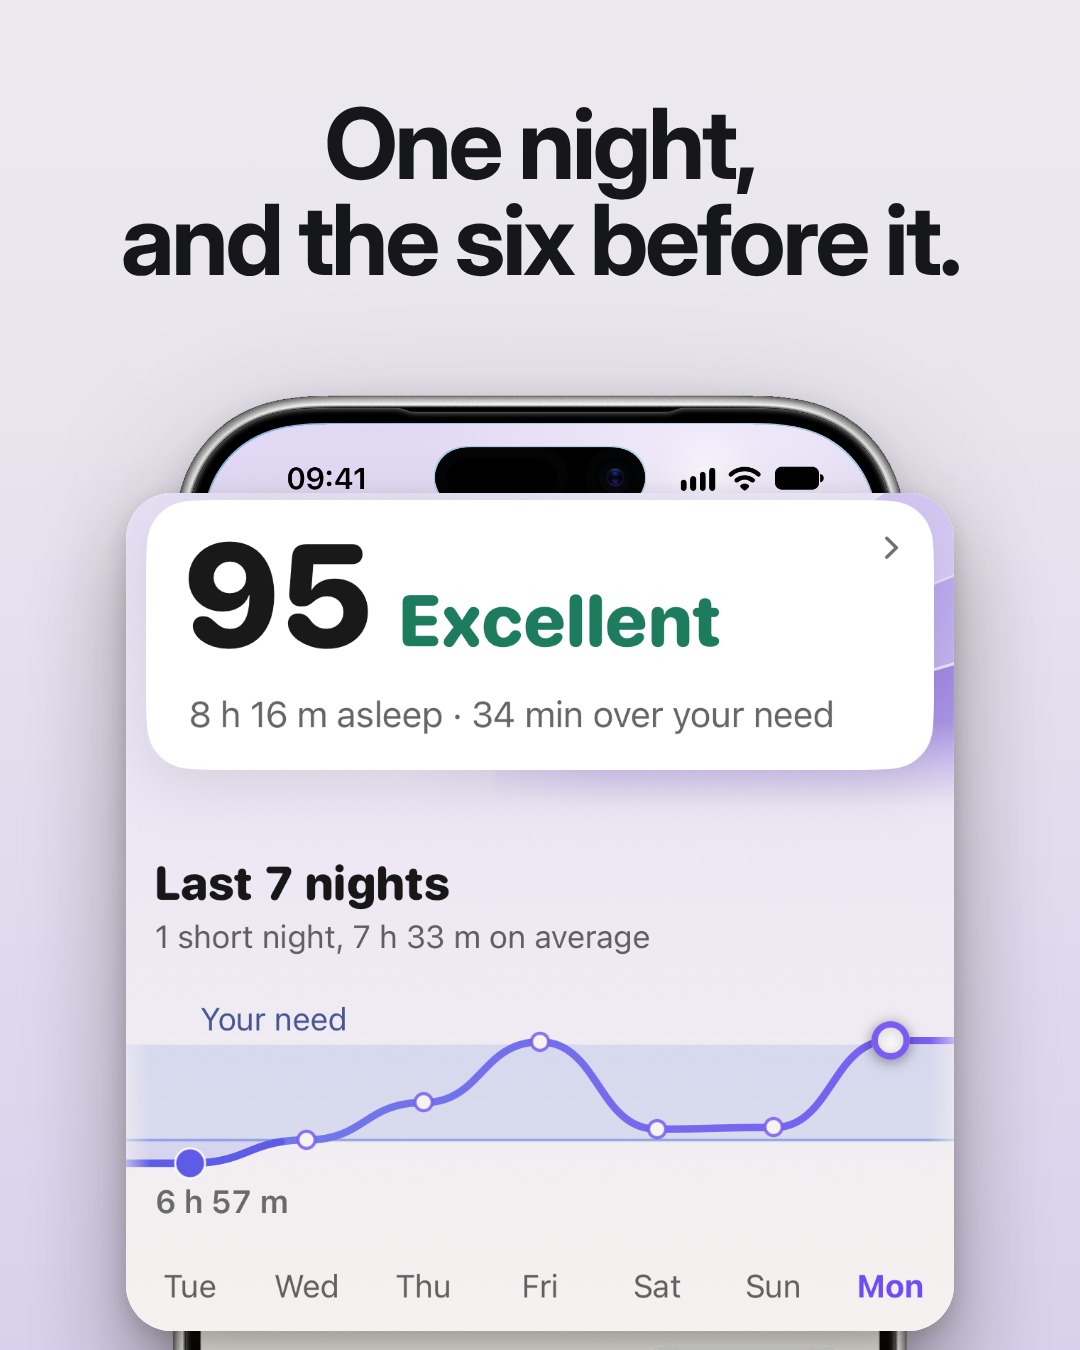 One night,
and the six before it.
09:41
95 Excellent
8 h 16 m asleep · 34 min over your need
Last 7 nights
1 short night, 7 h 33 m on average
Your need
6 h 57 m
Tue Wed Thu Fri Sat Sun Mon